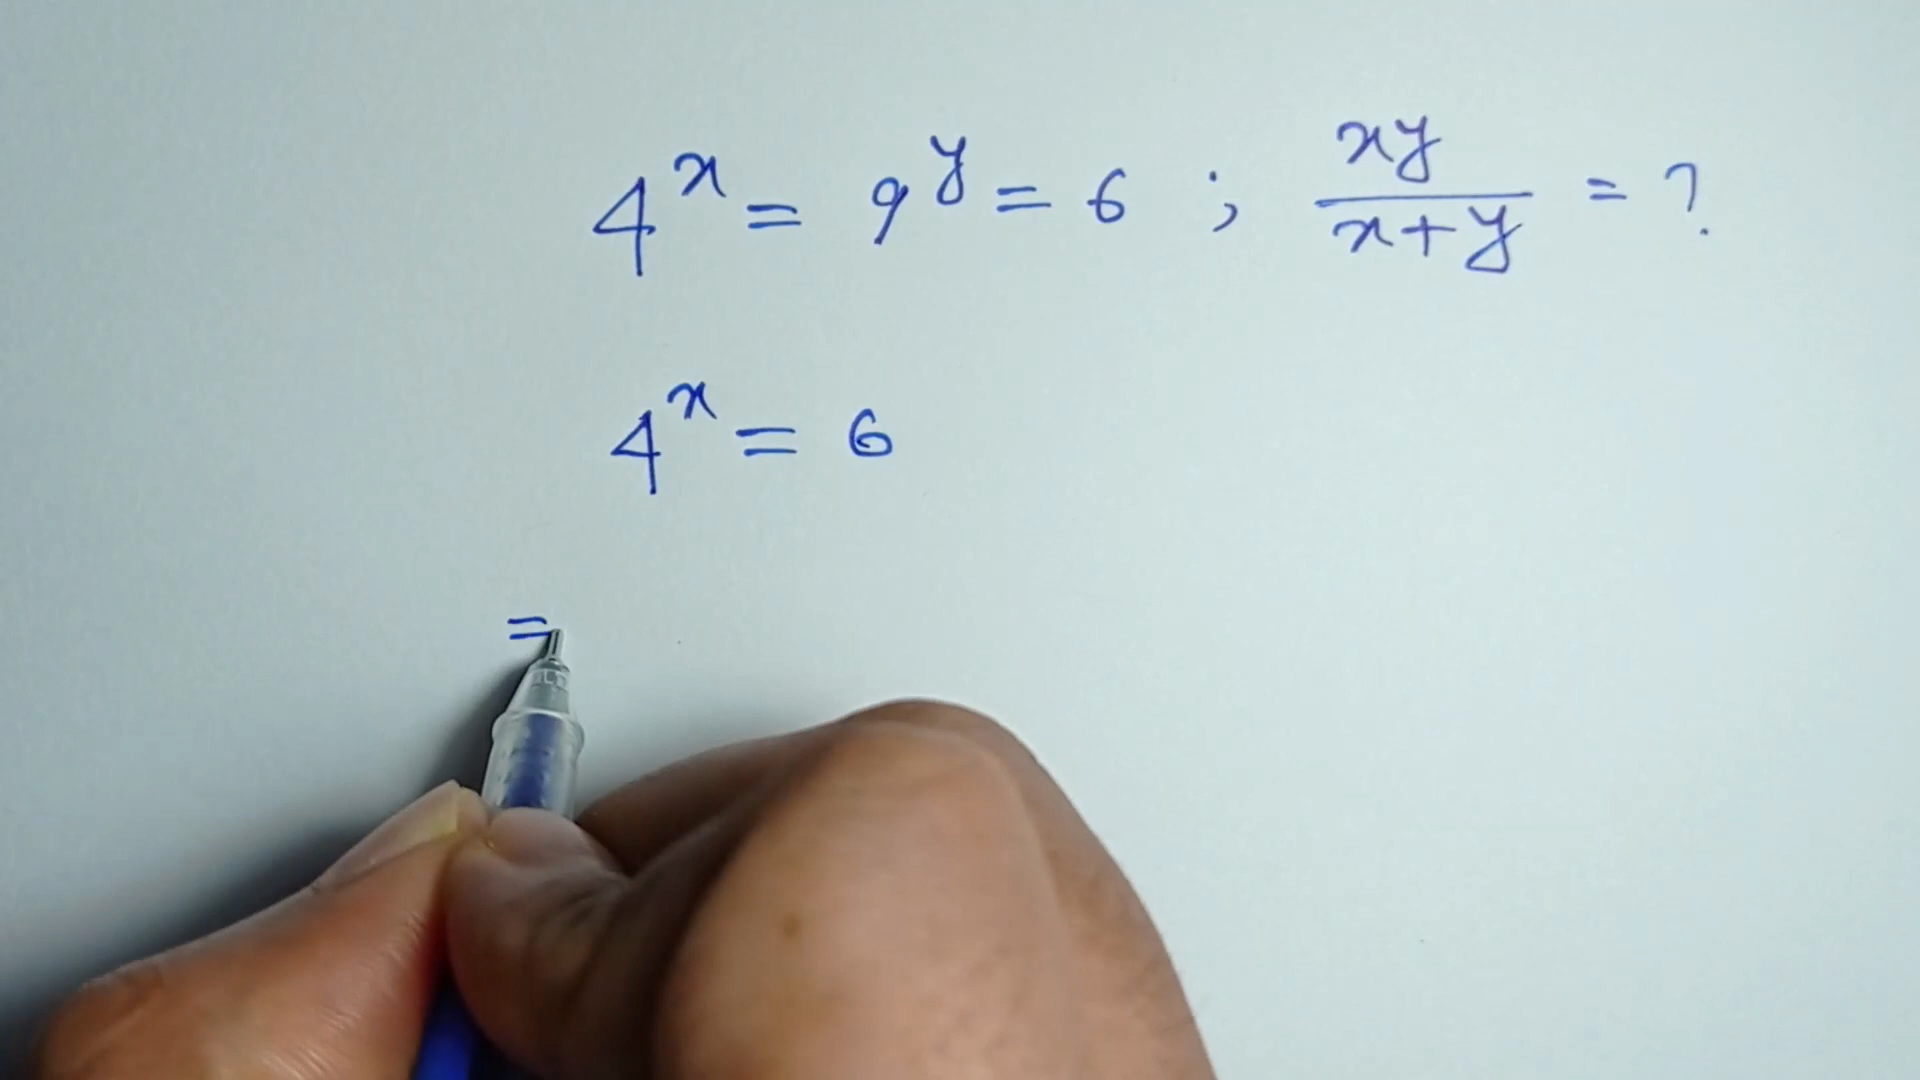 4^x = 9^y = 6 ; xy/(x+y) = ?
4^x = 6
=